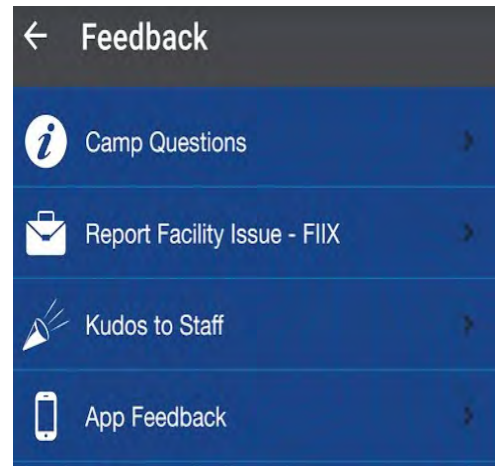 Feedback
Camp Questions
Report Facility Issue - FIIX
Kudos to Staff
App Feedback